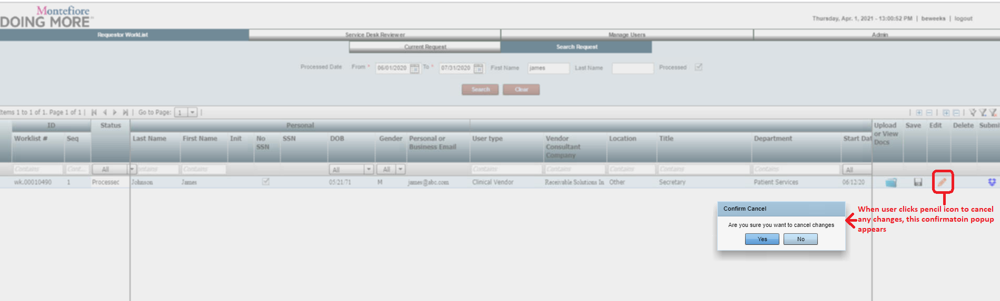 Montefiore
DOING MORE
Thursday, Apr. 1, 2021 - 13:00:52 PM | beweeks | logout
Requestor WorkList Service Desk Reviewer Manage Users Admin
Current Request Search Request
Processed Date From * 06/01/2020 To * 07/31/2020 First Name james Last Name Processed
Search Clear
Items 1 to 1 of 1. Page 1 of 1 | Go to Page: 1
ID Status Personal Upload or View Docs Save Edit Delete Submi
Worklist # Seq Last Name First Name Init No SSN SSN DOB Gender Personal or Business Email User type Vendor Consultant Company Location Title Department Start Dat
Contains Cont... All Contains Contains All All Contains Contains Contains Contains Contains All
wk.00010490 1 Processec Johnson James 05/21/71 M james@abc.com Clinical Vendor Receivable Solutions In Other Secretary Patient Services 06/12/20
Confirm Cancel
Are you sure you want to cancel changes
Yes No
When user clicks pencil icon to cancel
any changes, this confirmatoin popup
appears